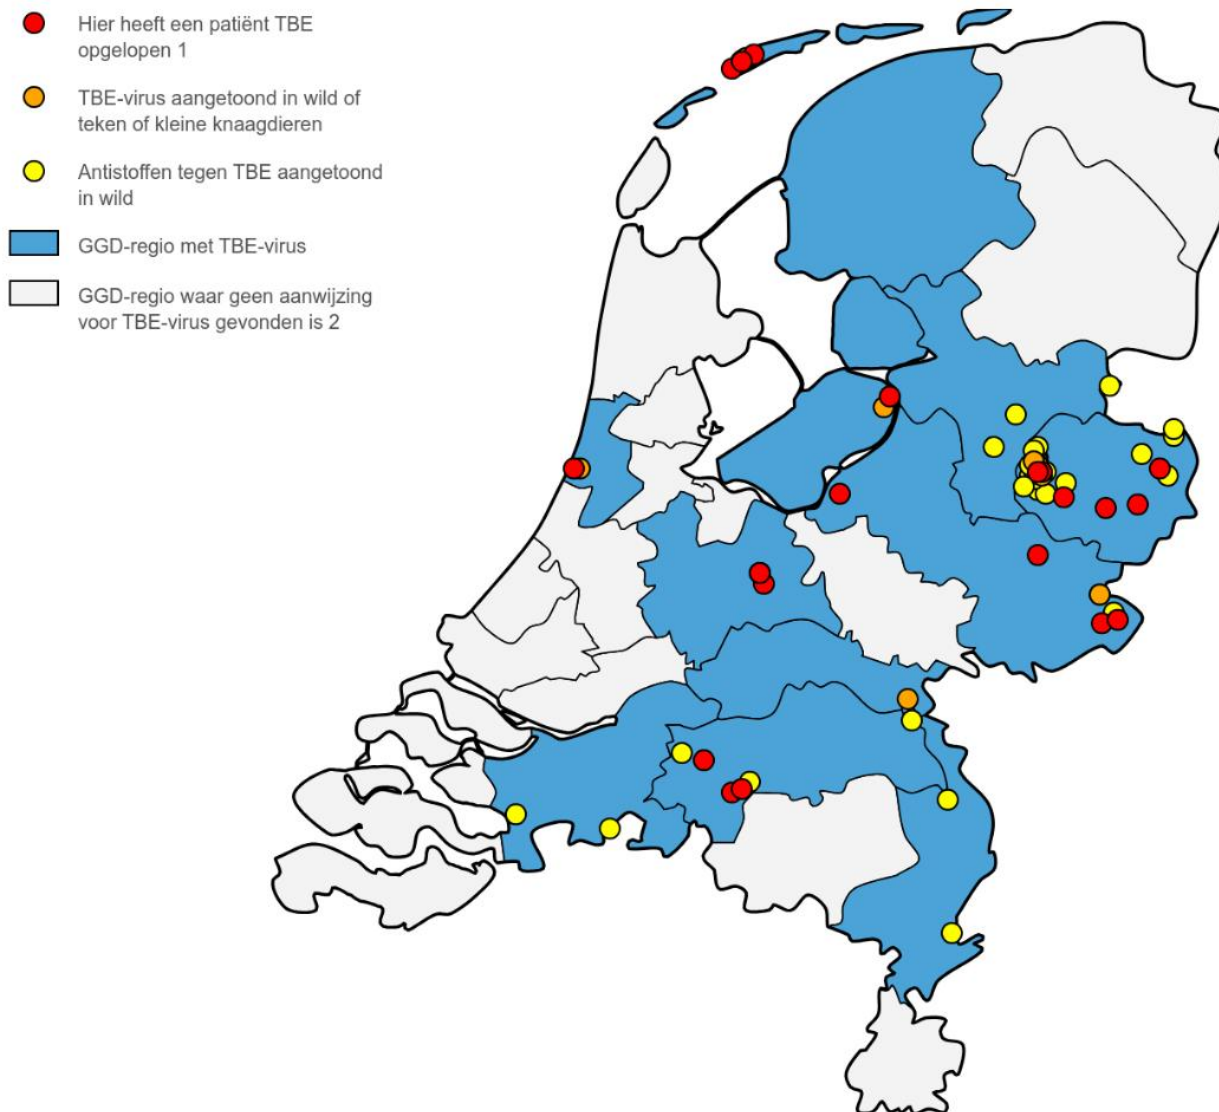 Hier heeft een patiënt TBE
opgelopen 1
TBE-virus aangetoond in wild of
teken of kleine knaagdieren
Antistoffen tegen TBE aangetoond
in wild
GGD-regio met TBE-virus
GGD-regio waar geen aanwijzing
voor TBE-virus gevonden is 2